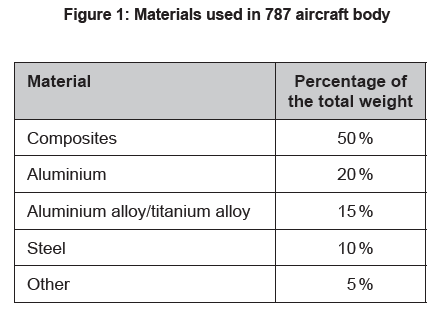 Figure 1: Materials used in 787 aircraft body
Material
Percentage of
the total weight
Composites 50%
Aluminium 20%
Aluminium alloy/titanium alloy 15%
Steel 10%
Other 5%